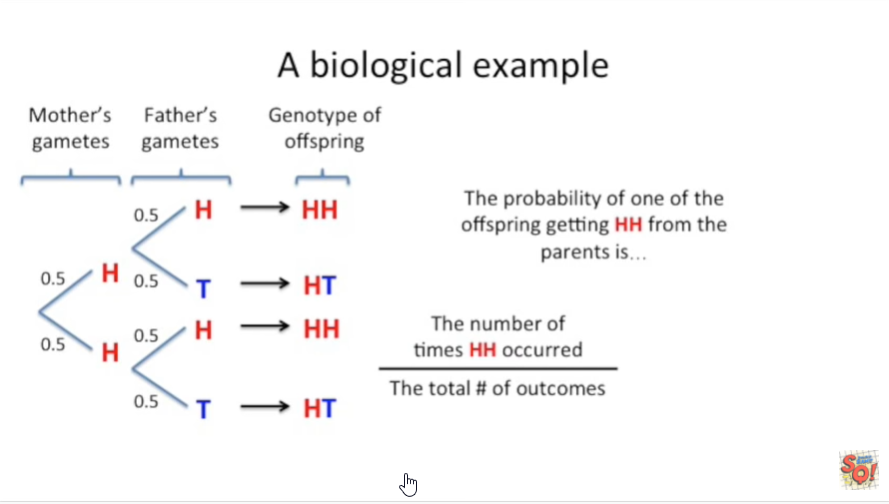 A biological example
Mother's
gametes
Father's
gametes
Genotype of
offspring
0.5
H
HH
0.5
H
0.5
T
HT
0.5
H
0.5
H
HH
0.5
T
HT
The probability of one of the
offspring getting HH from the
parents is...
The number of
times HH occurred
The total # of outcomes
SO!